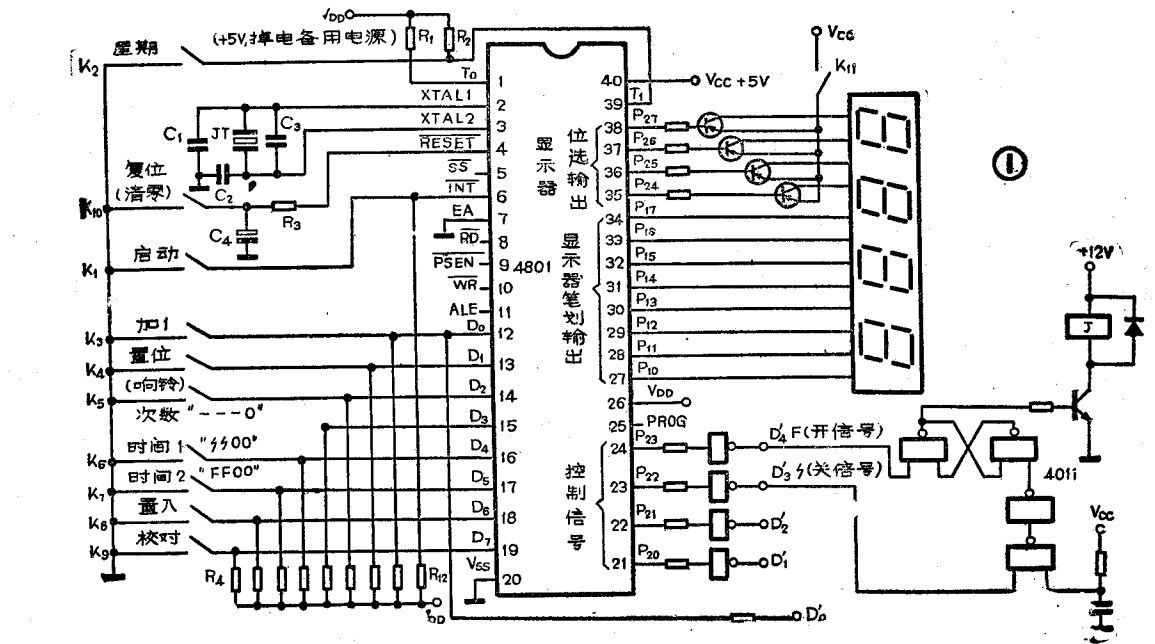 VDD
(+5V,掉电备用电源)
R1
R2
星期
K2
T0
1
XTAL1
2
XTAL2
3
RESET
4
SS
5
INT
6
EA
7
RD
8
PSEN
9
4801
WR
10
ALE
11
D0
12
D1
13
D2
14
D3
15
D4
16
D5
17
D6
18
D7
19
VSS
20
C1
JT
C3
C2
复位
(清零)
K10
R3
C4
启动
K1
加1
K3
置位
K4
(响铃)
K5
次数"---0"
时间1 "ϟϟ00"
K6
时间2 "FF00"
K7
置入
K8
校对
K9
R4
R12
VDD
D'0
显示器
位选输出
显示器笔划输出
控制信号
40
VCC +5V
T1
39
P27
38
P26
37
P25
36
P24
35
P17
34
P16
33
P15
32
P14
31
P13
30
P12
29
P11
28
P10
27
VDD
26
PROG
25
P23
24
P22
23
P21
22
P20
21
VCC
K11
①
D'4 F(开信号)
D'3 ϟ(关信号)
D'2
D'1
+12V
J
4011
VCC
C